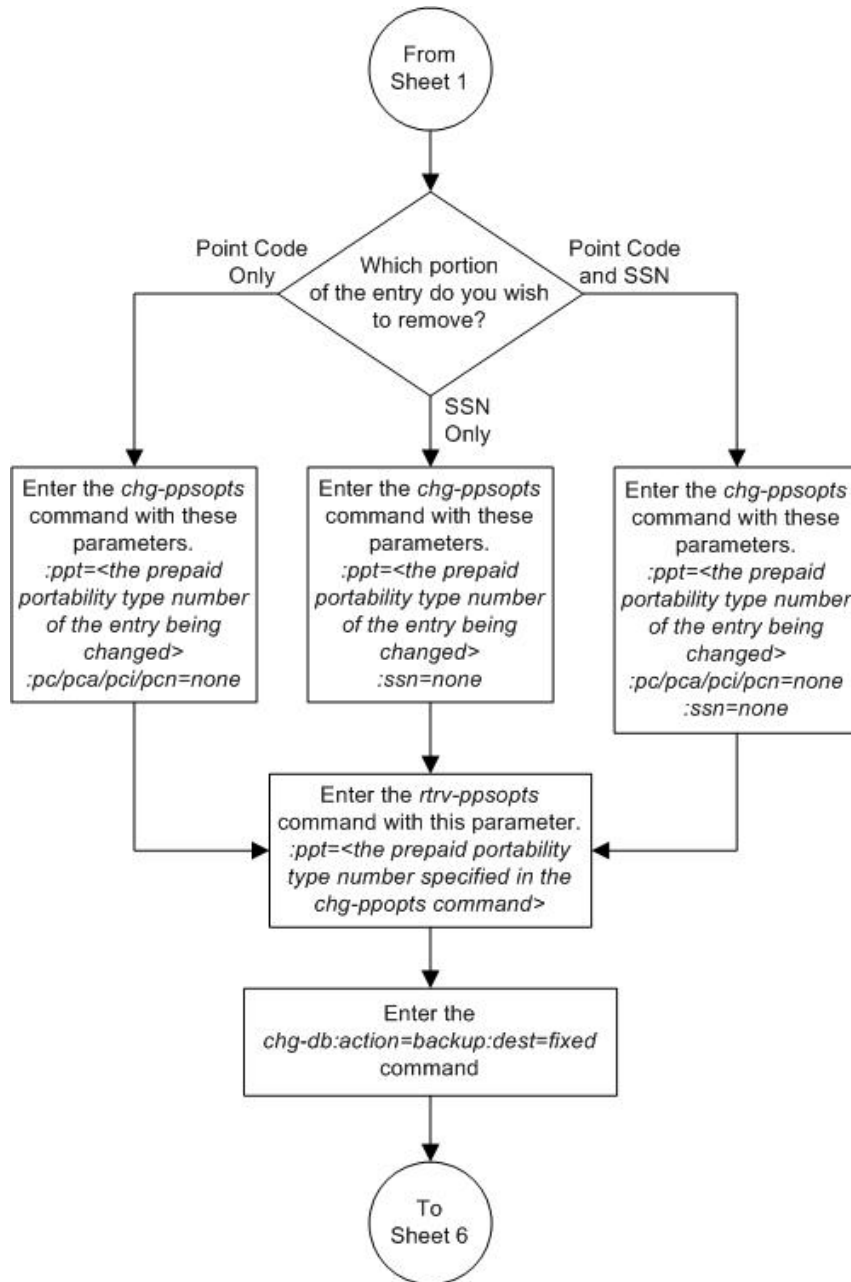 From
Sheet 1
Point Code
Only
Which portion
of the entry do you wish
to remove?
Point Code
and SSN
SSN
Only
Enter the chg-ppsopts
command with these
parameters.
:ppt=<the prepaid
portability type number
of the entry being
changed>
:pc/pca/pci/pcn=none
Enter the chg-ppsopts
command with these
parameters.
:ppt=<the prepaid
portability type number
of the entry being
changed>
:ssn=none
Enter the chg-ppsopts
command with these
parameters.
:ppt=<the prepaid
portability type number
of the entry being
changed>
:pc/pca/pci/pcn=none
:ssn=none
Enter the rtrv-ppsopts
command with this parameter.
:ppt=<the prepaid portability
type number specified in the
chg-ppopts command>
Enter the
chg-db:action=backup:dest=fixed
command
To
Sheet 6